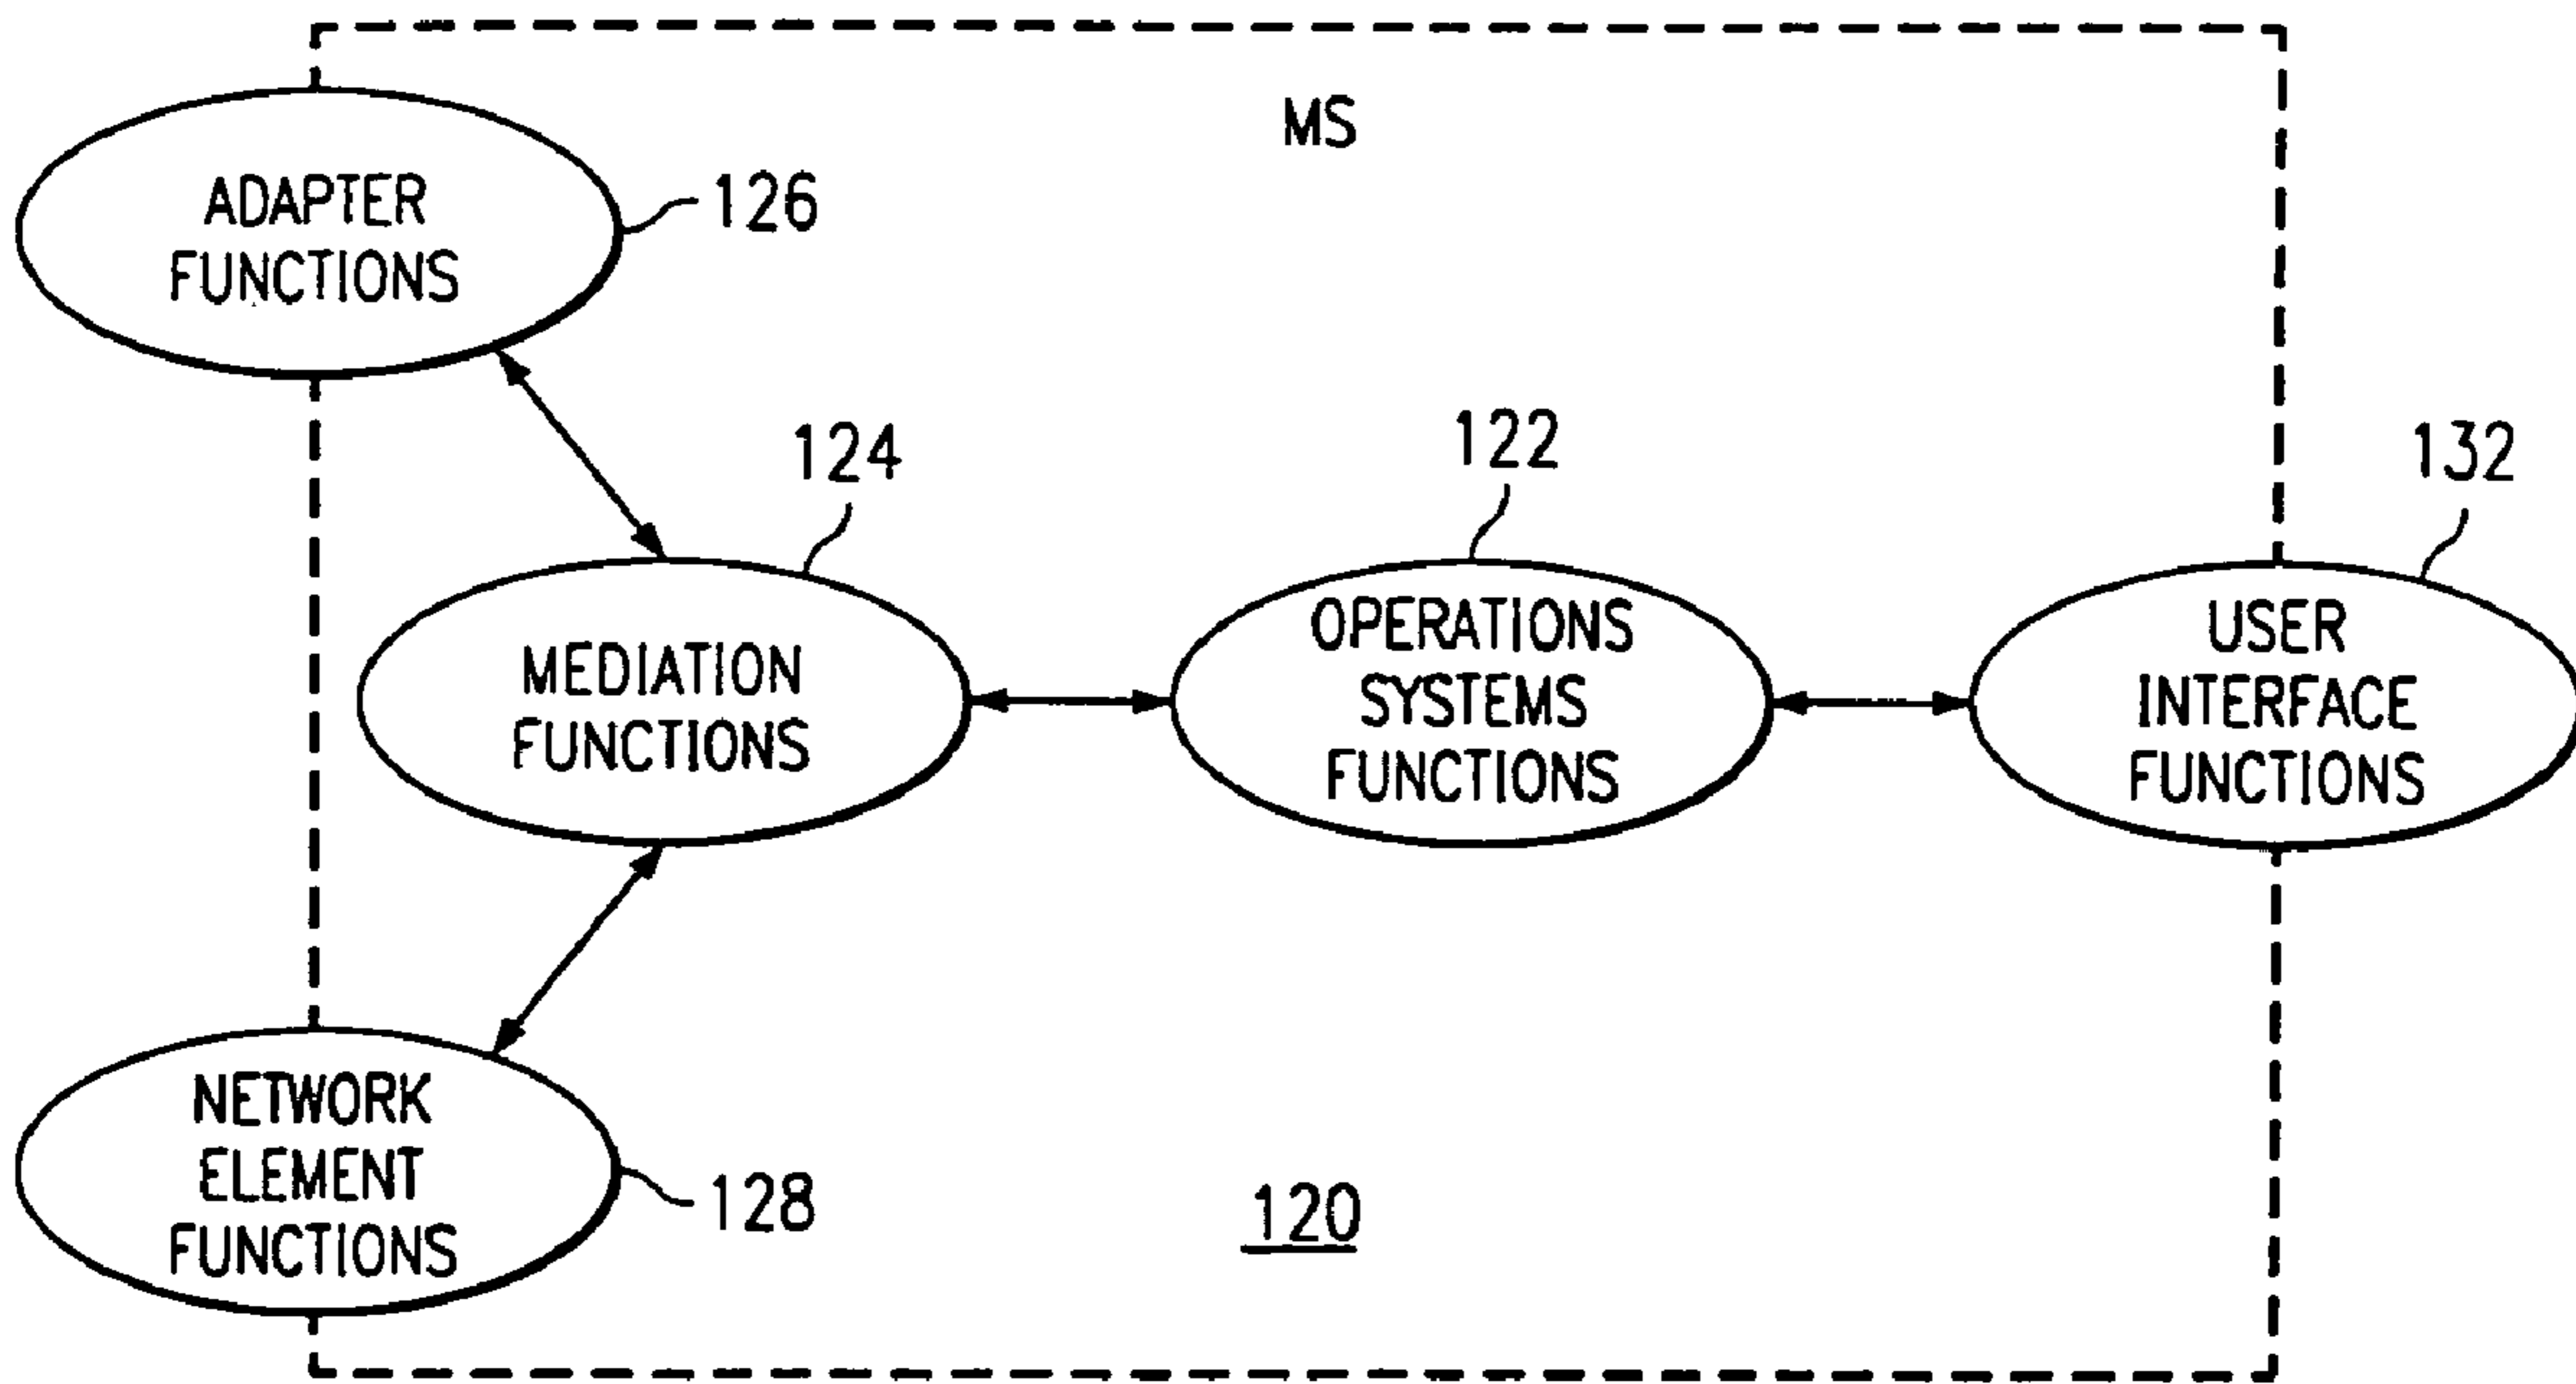 MS
ADAPTER
FUNCTIONS
126
124
122
132
MEDIATION
FUNCTIONS
OPERATIONS
SYSTEMS
FUNCTIONS
USER
INTERFACE
FUNCTIONS
NETWORK
ELEMENT
FUNCTIONS
128
120